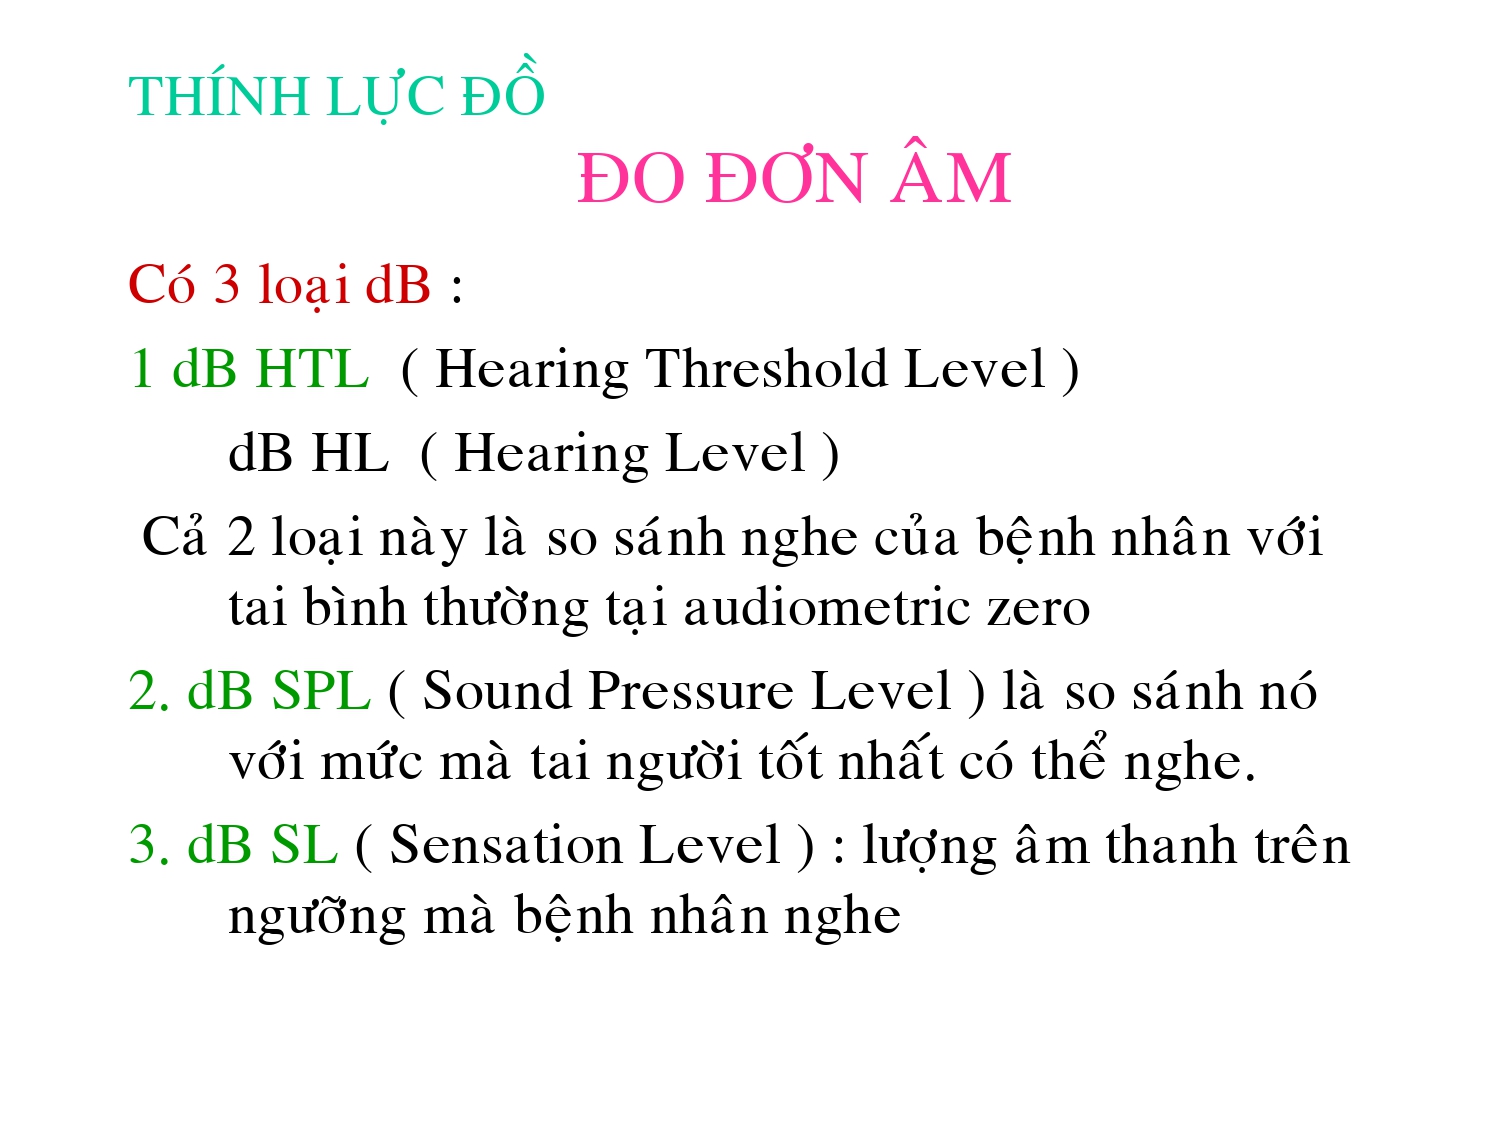 THÍNH LỰC ĐỒ
ĐO ĐƠN ÂM
Có 3 loại dB :
1 dB HTL ( Hearing Threshold Level )
dB HL ( Hearing Level )
Cả 2 loại này là so sánh nghe của bệnh nhân với
tai bình thường tại audiometric zero
2. dB SPL ( Sound Pressure Level ) là so sánh nó
với mức mà tai người tốt nhất có thể nghe.
3. dB SL ( Sensation Level ) : lượng âm thanh trên
ngưỡng mà bệnh nhân nghe